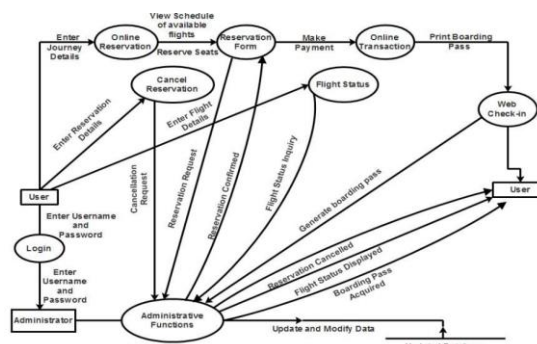 View Schedule
of available
flights
Enter
Journey
Details
Online
Reservation
Reserve Seats
Reservation
Form
Make
Payment
Online
Transaction
Print Boarding
Pass
Cancel
Reservation
Flight Status
Web
Check-in
Enter Reservation
Details
Enter Flight
Details
Cancellation
Request
Reservation Request
Reservation Confirmed
Flight Status Inquiry
Generate boarding pass
User
User
Enter Username
and
Password
Login
Enter
Username
and
Password
Reservation Cancelled
Flight Status Displayed
Boarding Pass
Acquired
Administrator
Administrative
Functions
Update and Modify Data